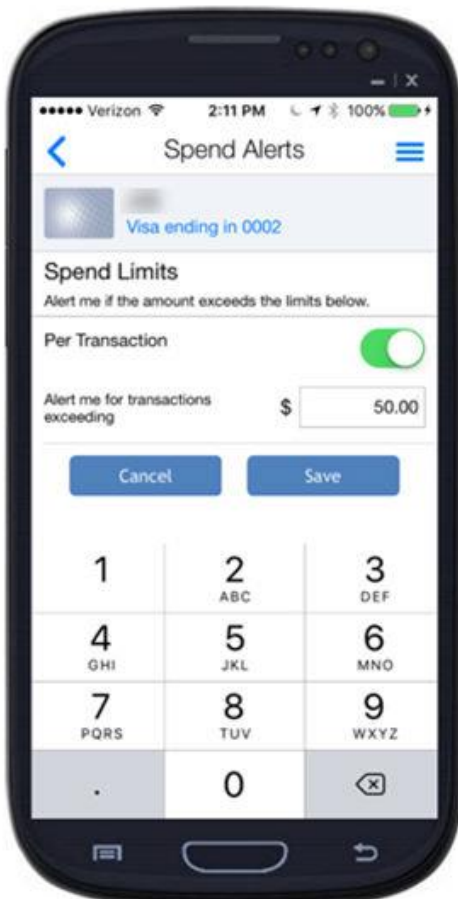 Verizon 2:11 PM 100%
Spend Alerts
Visa ending in 0002
Spend Limits
Alert me if the amount exceeds the limits below.
Per Transaction
Alert me for transactions
exceeding
$ 50.00
Cancel Save
1 2 3
ABC DEF
4 5 6
GHI JKL MNO
7 8 9
PQRS TUV WXYZ
. 0